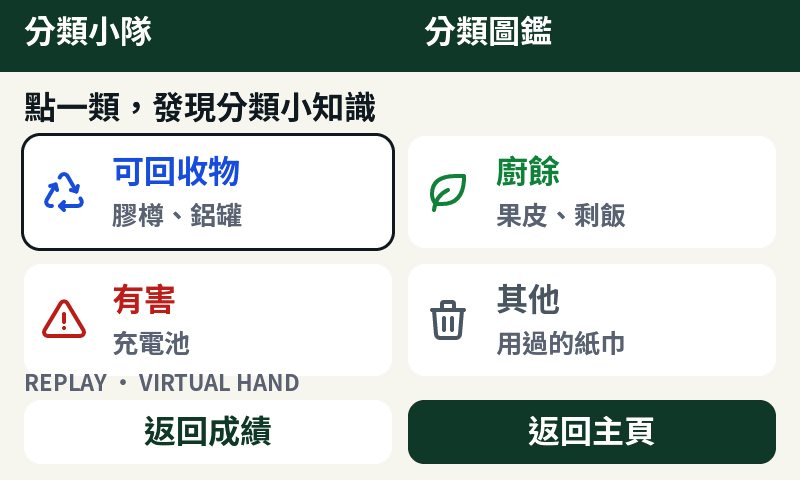 分類小隊
分類圖鑑
點一類，發現分類小知識
可回收物
膠樽、鋁罐
廚餘
果皮、剩飯
有害
充電池
其他
用過的紙巾
REPLAY • VIRTUAL HAND
返回成績
返回主頁